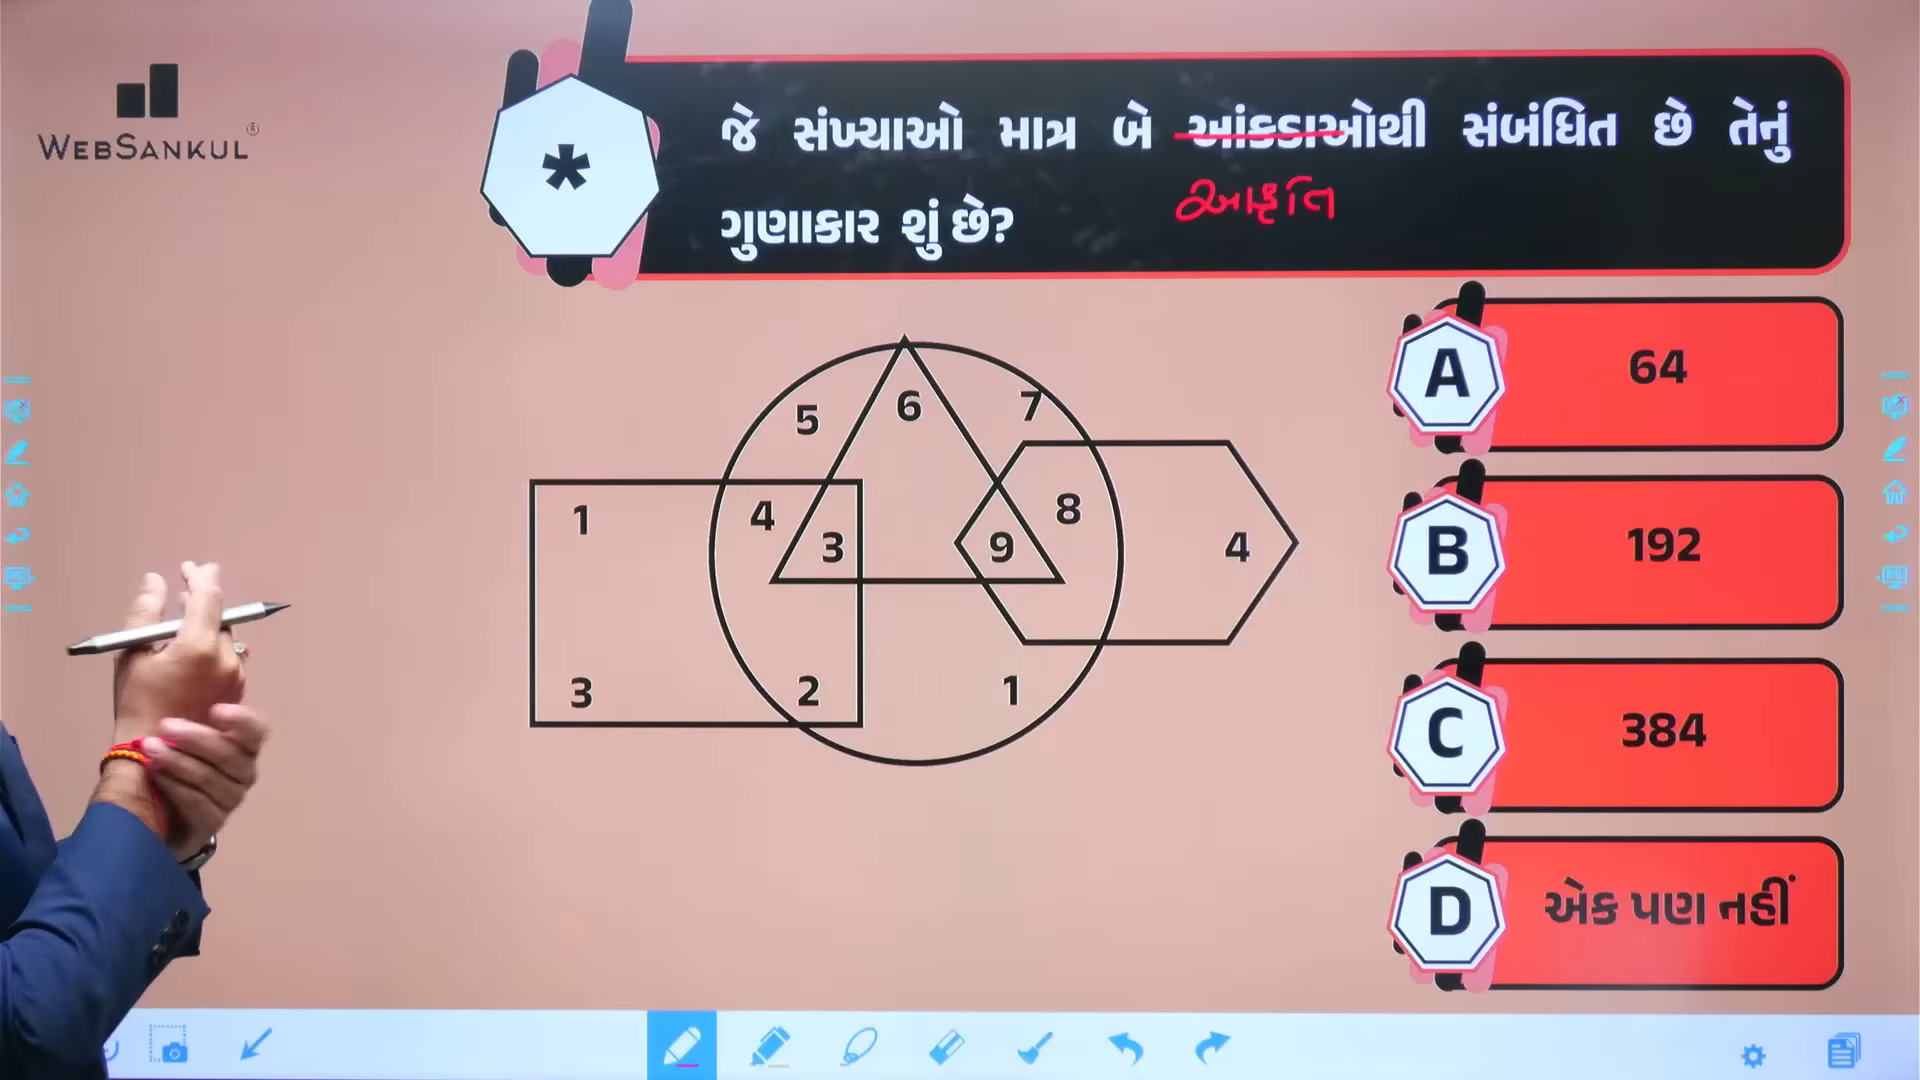 WEBSANKUL®
*
જે સંખ્યાઓ માત્ર બે આંકડાઓથી સંબંધિત છે તેનું
આકૃતિ
ગુણાકાર શું છે?
5 6 7
1 4 3 9 8 4
3 2 1
A 64
B 192
C 384
D એક પણ નહીં